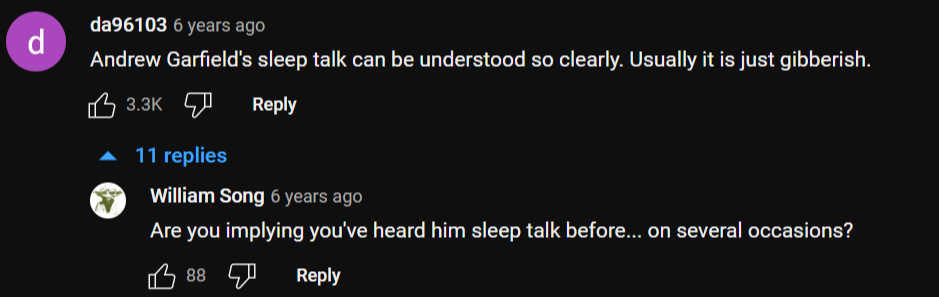 d
da96103 6 years ago
Andrew Garfield's sleep talk can be understood so clearly. Usually it is just gibberish.
3.3K Reply
11 replies
William Song 6 years ago
Are you implying you've heard him sleep talk before... on several occasions?
88 Reply